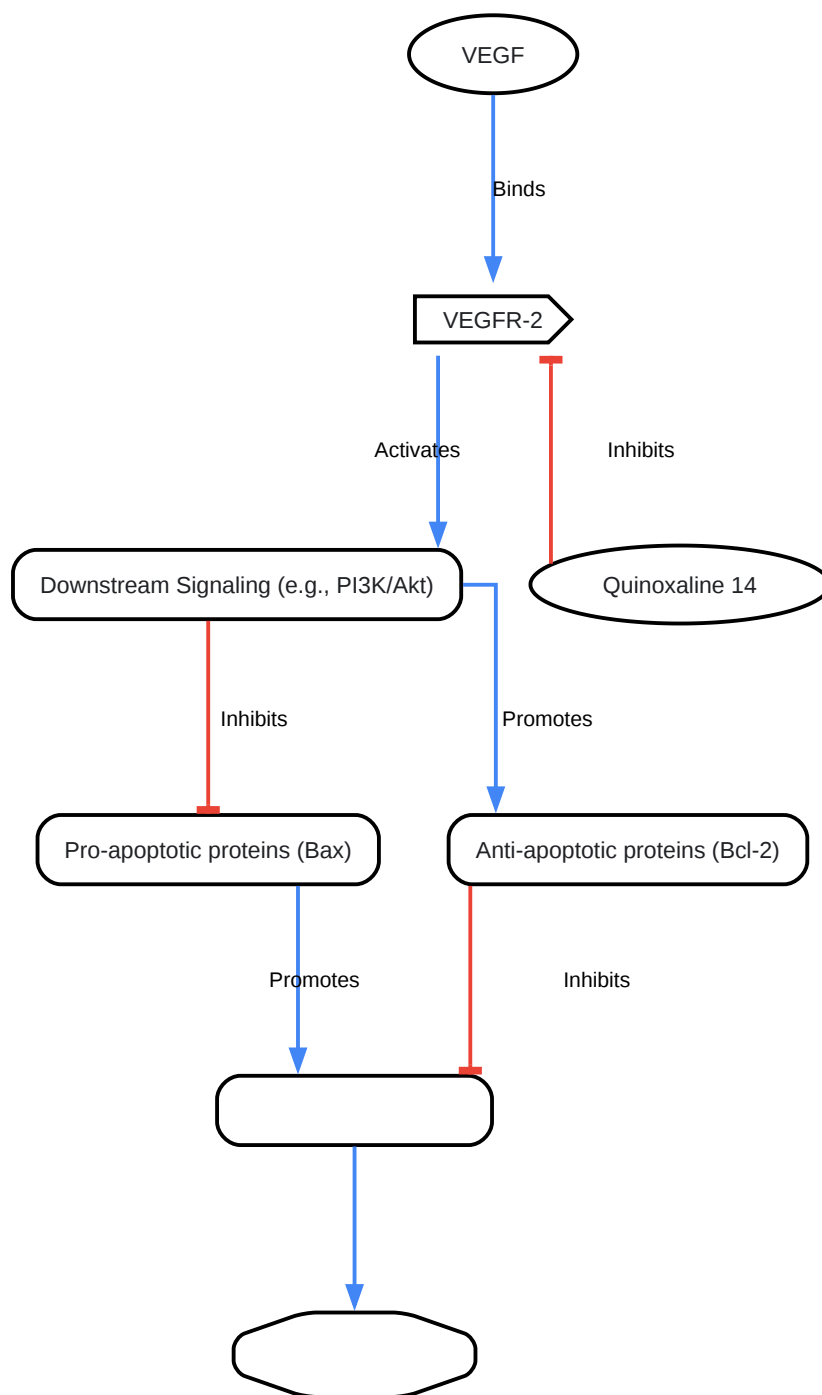 VEGF
Binds
VEGFR-2
Activates
Inhibits
Downstream Signaling (e.g., PI3K/Akt)
Quinoxaline 14
Inhibits
Promotes
Pro-apoptotic proteins (Bax)
Anti-apoptotic proteins (Bcl-2)
Promotes
Inhibits